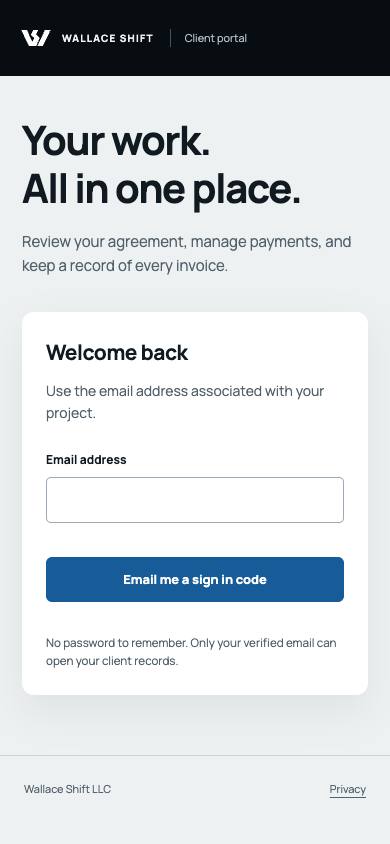 WALLACE SHIFT Client portal
Your work.
All in one place.
Review your agreement, manage payments, and
keep a record of every invoice.
Welcome back
Use the email address associated with your
project.
Email address
Email me a sign in code
No password to remember. Only your verified email can
open your client records.
Wallace Shift LLC Privacy